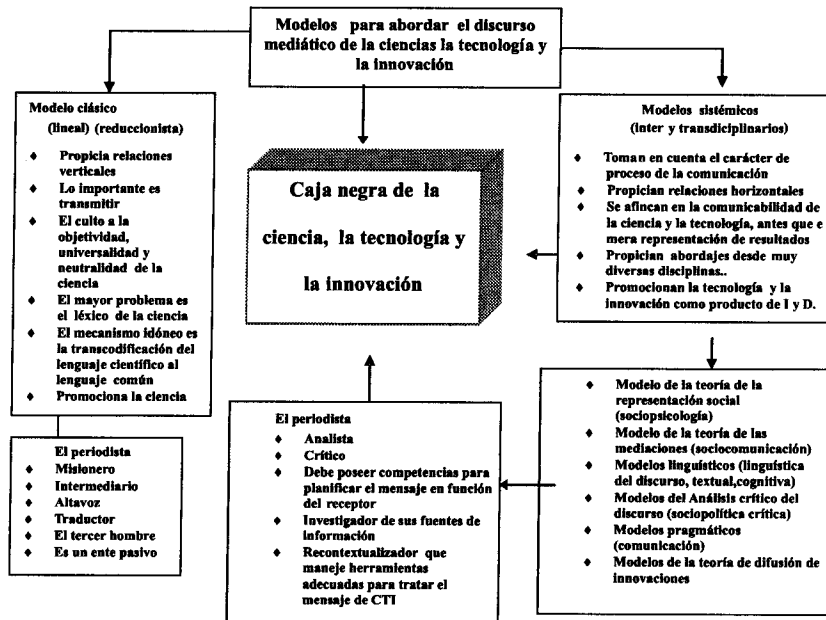 Modelos para abordar el discurso
mediático de la ciencias la tecnología y
la innovación
Modelo clásico
(lineal) (reduccionista)
♦ Propicia relaciones
verticales
♦ Lo importante es
transmitir
♦ El culto a la
objetividad,
universalidad y
neutralidad de la
ciencia
♦ El mayor problema es
el léxico de la ciencia
♦ El mecanismo idóneo es
la transcodificación del
lenguaje científico al
lenguaje común
♦ Promociona la ciencia
El periodista
♦ Misionero
♦ Intermediario
♦ Altavoz
♦ Traductor
♦ El tercer hombre
♦ Es un ente pasivo
Caja negra de la
ciencia, la tecnología y
la innovación
Modelos sistémicos
(inter y transdiciplinarios)
♦ Toman en cuenta el carácter de
proceso de la comunicación
♦ Propician relaciones horizontales
♦ Se afincan en la comunicabilidad de
la ciencia y la tecnología, antes que e
mera representación de resultados
♦ Propician abordajes desde muy
diversas disciplinas..
♦ Promocionan la tecnología y la
innovación como producto de I y D.
♦ Modelo de la teoría de la
representación social
(sociopsicología)
♦ Modelo de la teoría de las
mediaciones (sociocomunicación)
♦ Modelos linguísticos (linguística
del discurso, textual,cognitiva)
♦ Modelos del Análisis crítico del
discurso (sociopolítica crítica)
♦ Modelos pragmáticos
(comunicación)
♦ Modelos de la teoría de difusión de
innovaciones
El periodista
♦ Analista
♦ Crítico
♦ Debe poseer competencias para
planificar el mensaje en función
del receptor
♦ Investigador de sus fuentes de
información
♦ Recontextualizador que
maneje herramientas
adecuadas para tratar el
mensaje de CTI